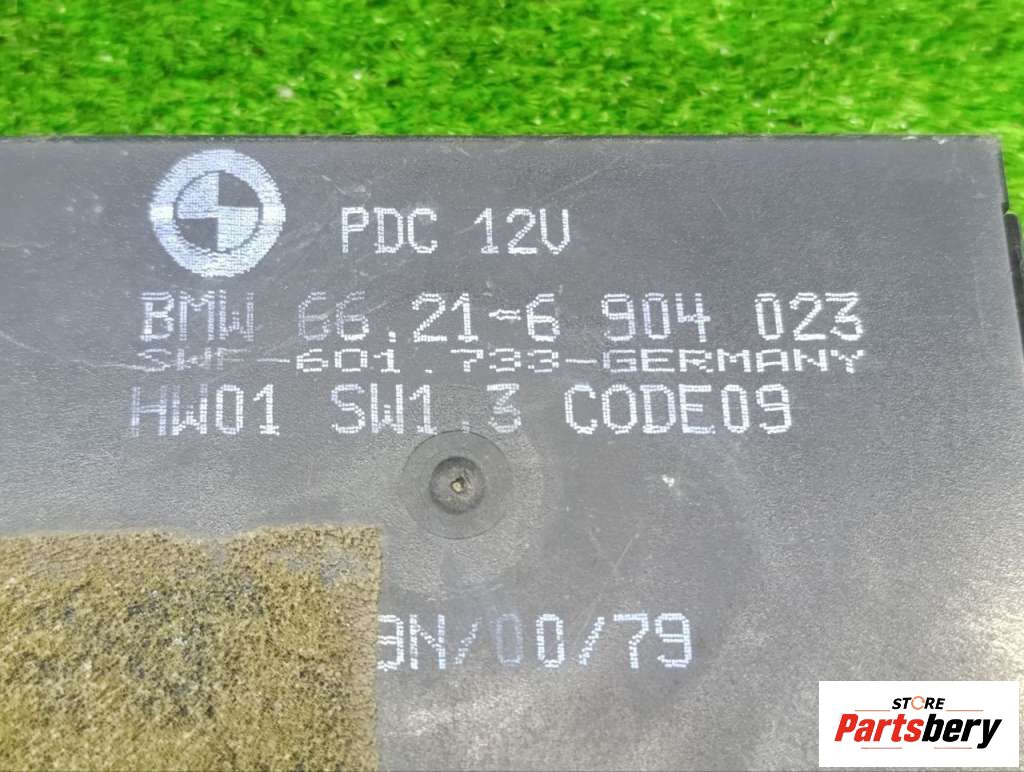 PDC 12V
BMW 66.21-6 904 023
SWF-601.733-GERMANY
HW01 SW1.3 CODE09
9N/00/79
STORE
Partsbery